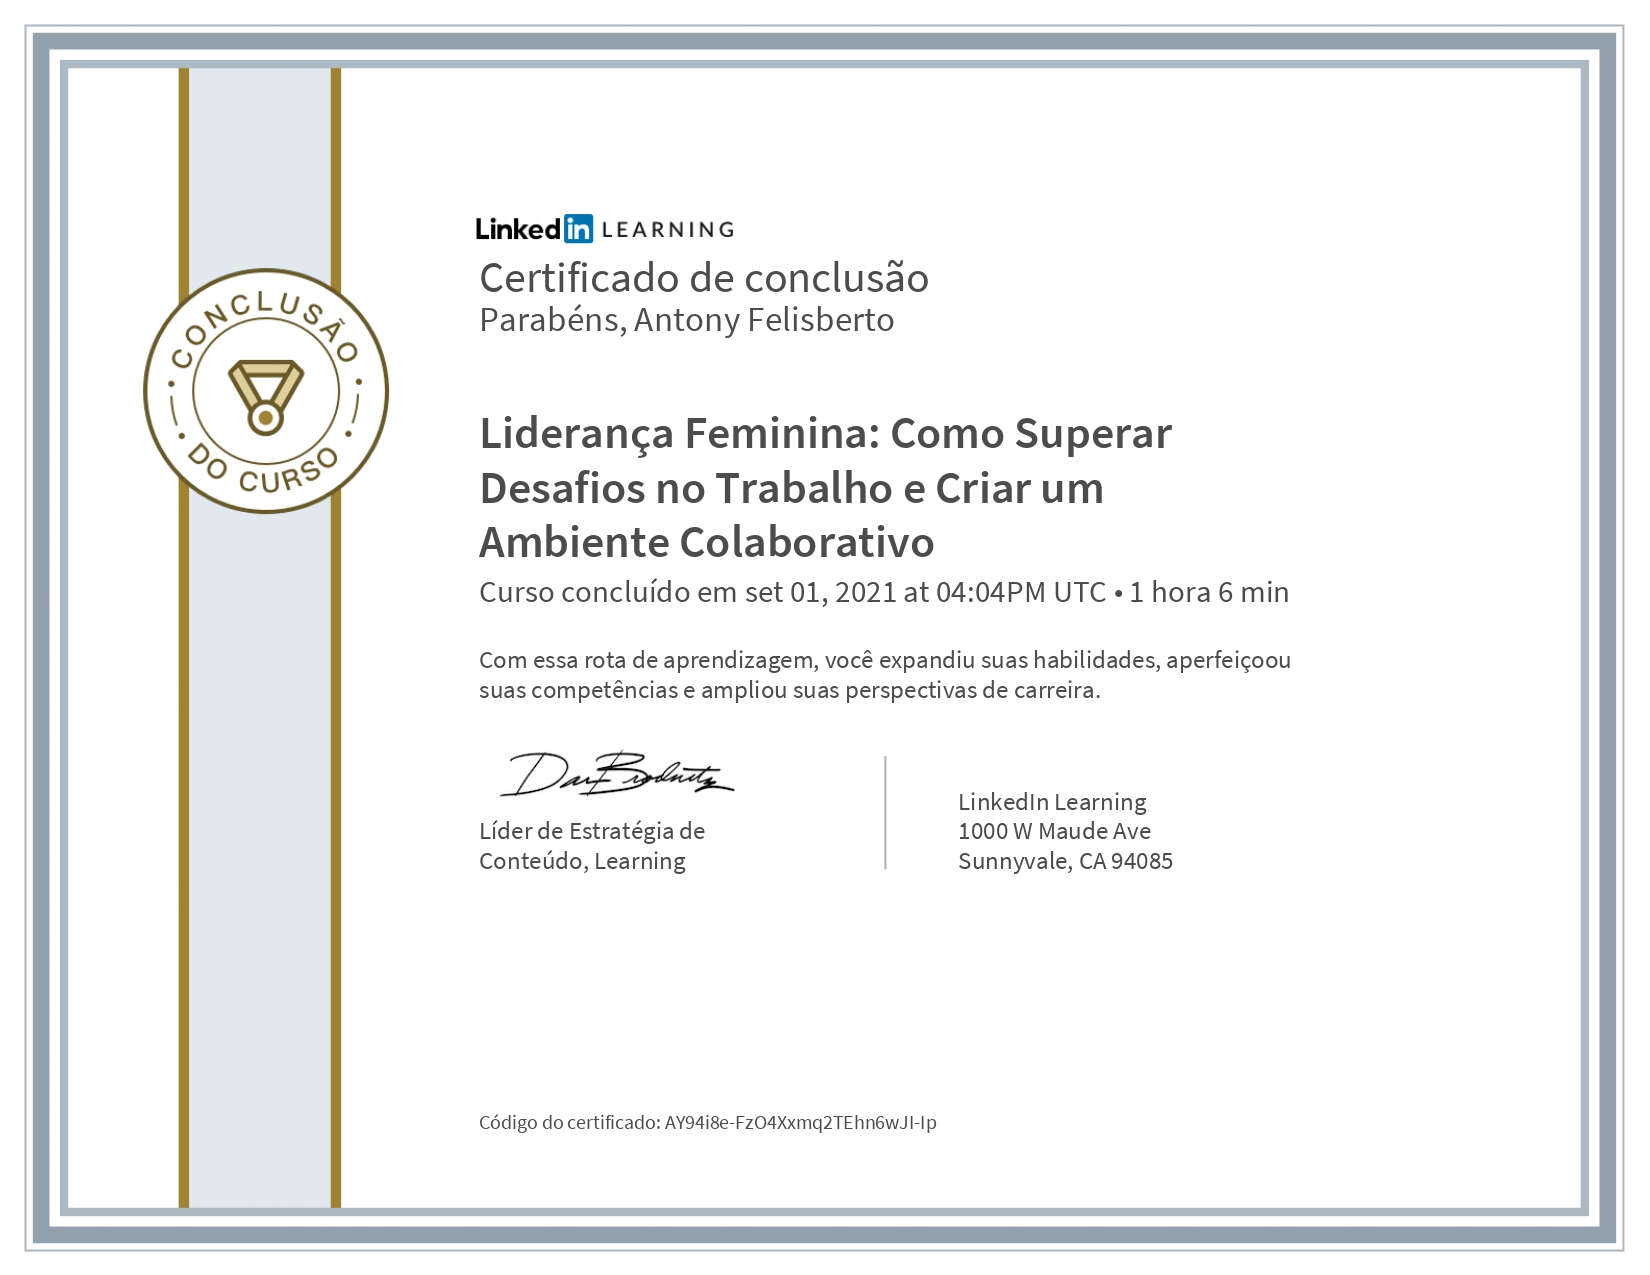 LinkedIn LEARNING
Certificado de conclusão
Parabéns, Antony Felisberto
CONCLUSÃO
DO CURSO
Liderança Feminina: Como Superar
Desafios no Trabalho e Criar um
Ambiente Colaborativo
Curso concluído em set 01, 2021 at 04:04PM UTC • 1 hora 6 min
Com essa rota de aprendizagem, você expandiu suas habilidades, aperfeiçoou
suas competências e ampliou suas perspectivas de carreira.
Dan Brodnitz
Líder de Estratégia de
Conteúdo, Learning
LinkedIn Learning
1000 W Maude Ave
Sunnyvale, CA 94085
Código do certificado: AY94i8e-FzO4Xxmq2TEhn6wJI-Ip